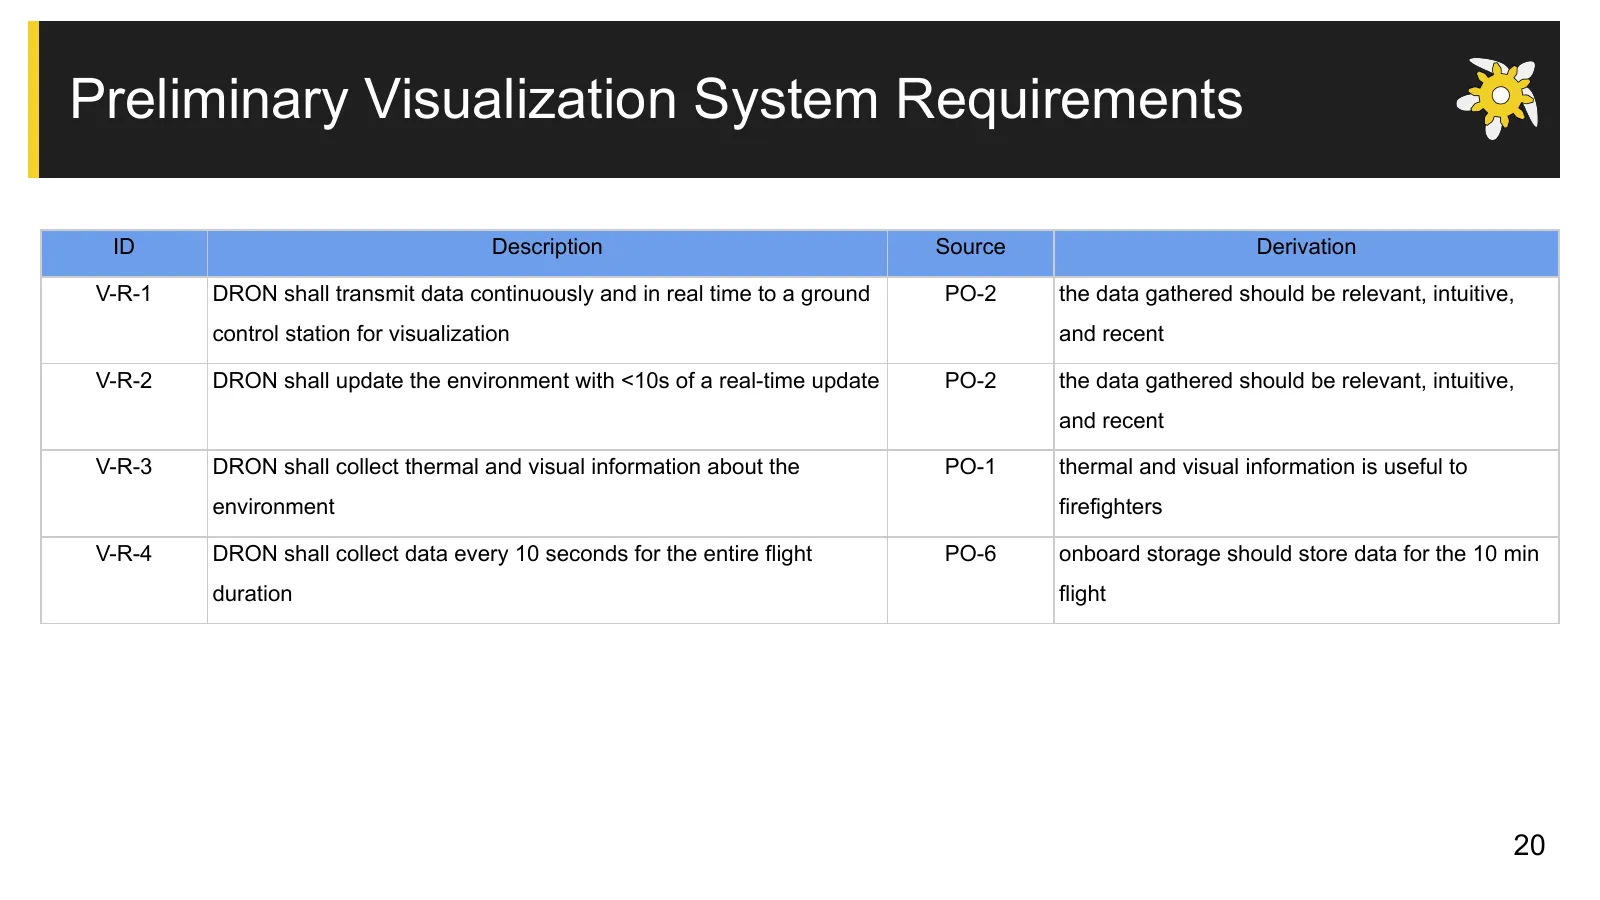 Preliminary Visualization System Requirements
ID Description Source Derivation
V-R-1 DRON shall transmit data continuously and in real time to a ground PO-2 the data gathered should be relevant, intuitive,
control station for visualization and recent
V-R-2 DRON shall update the environment with <10s of a real-time update PO-2 the data gathered should be relevant, intuitive,
and recent
V-R-3 DRON shall collect thermal and visual information about the PO-1 thermal and visual information is useful to
environment firefighters
V-R-4 DRON shall collect data every 10 seconds for the entire flight PO-6 onboard storage should store data for the 10 min
duration flight
20